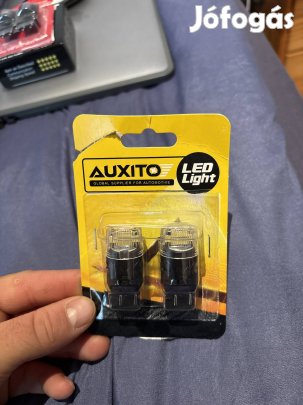 Jófogás
AUXITO
GLOBAL SUPPLIER FOR AUTOMOTIVE
LED
Light